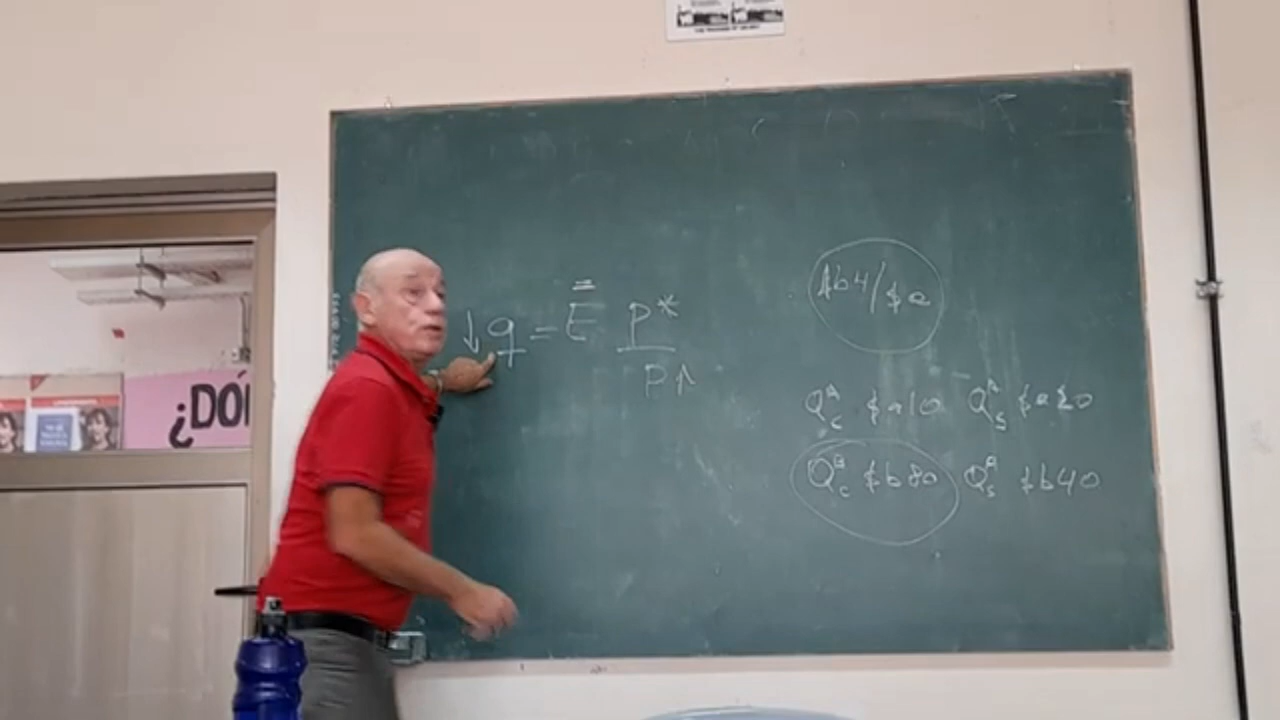 $b4/$a
↓q = E P*
P↑
Q^A_c $a10 Q^A_s $a20
Q^B_c $b80 Q^A_s $b40
¿DÓ